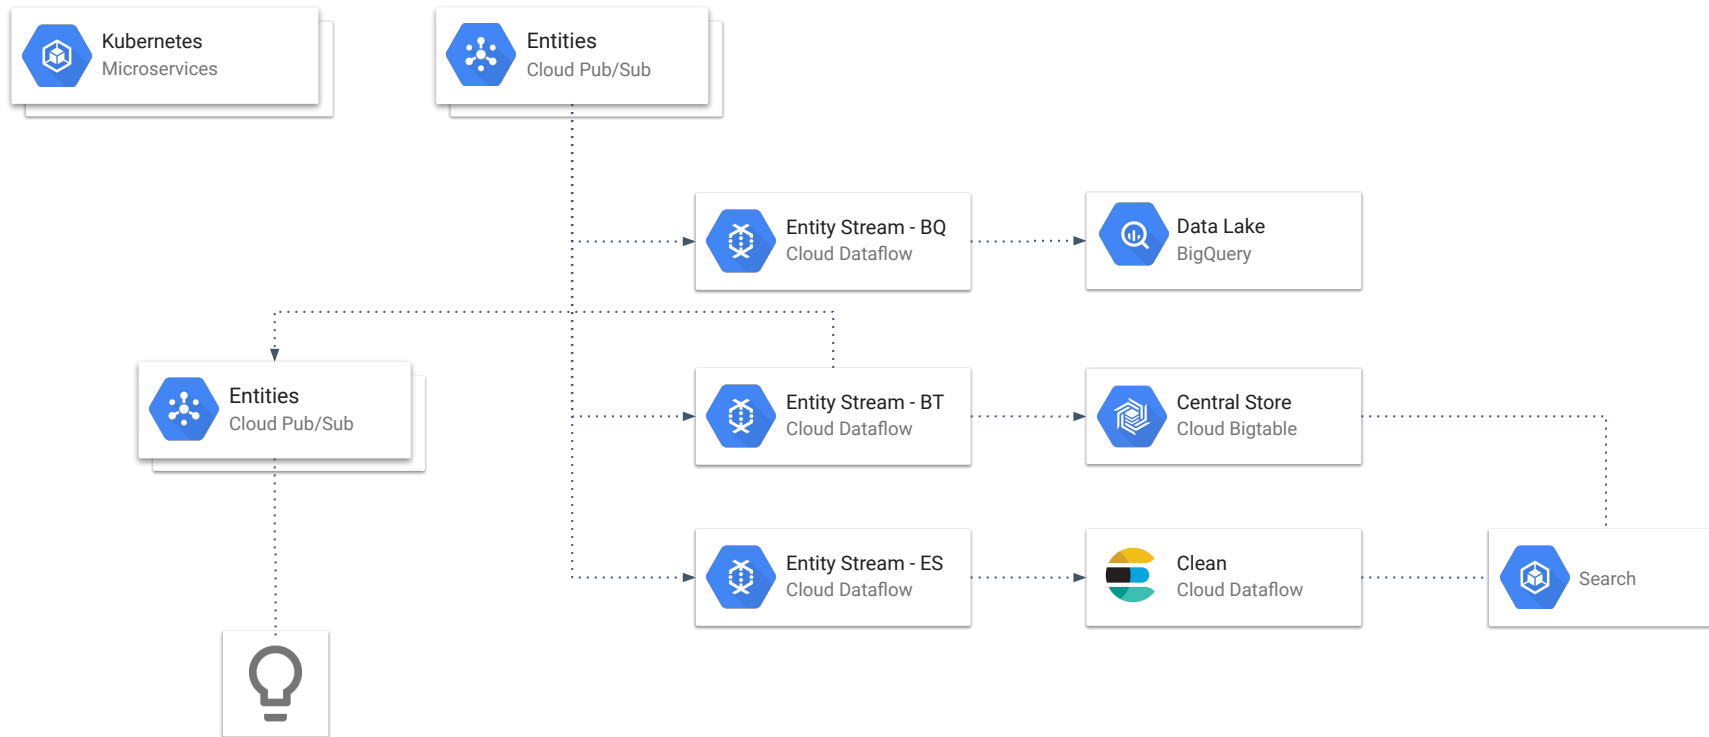 Kubernetes
Microservices
Entities
Cloud Pub/Sub
Entity Stream - BQ
Cloud Dataflow
Data Lake
BigQuery
Entities
Cloud Pub/Sub
Entity Stream - BT
Cloud Dataflow
Central Store
Cloud Bigtable
Entity Stream - ES
Cloud Dataflow
Clean
Cloud Dataflow
Search